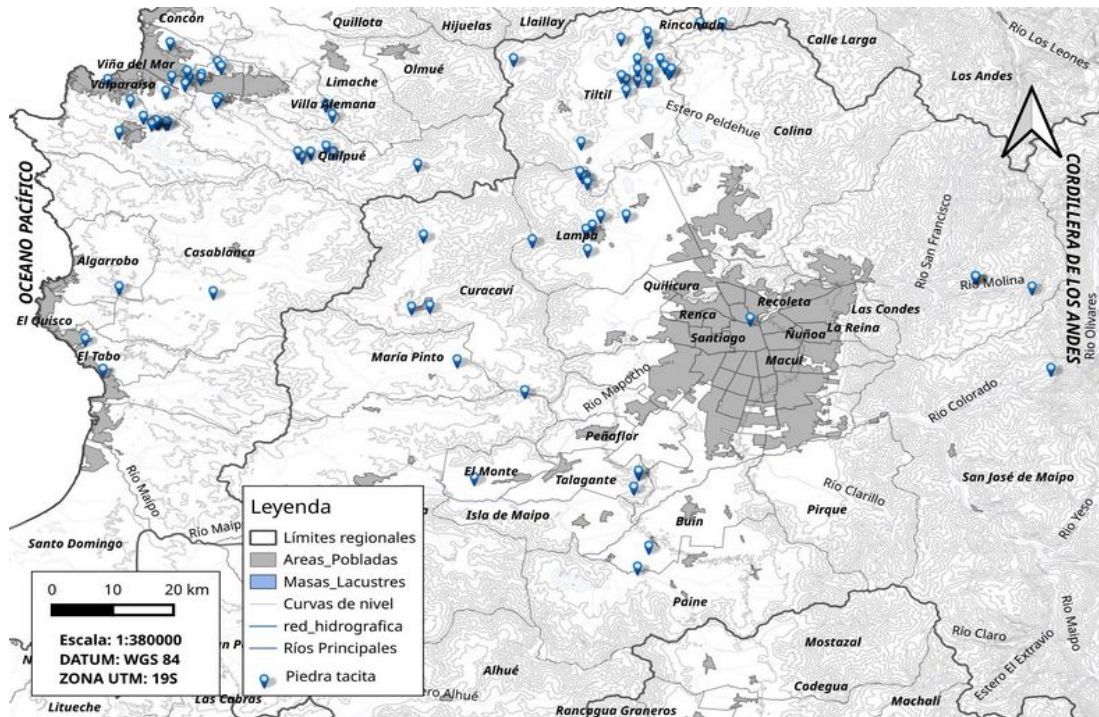 Concón
Quillota
Hijuelas
Llaillay
Rinconada
Calle Larga
Río Los Leones
Viña del Mar
Olmué
Los Andes
Valparaísa
Limache
Villa Alemana
Tiltil
Estero Peldehue
Colina
Quilpué
OCEANO PACÍFICO
CORDILLERA DE LOS ANDES
Río San Francisco
Casablanca
Lampa
Algarrobo
Curacaví
Quilicura
Recoleta
Río Molina
Las Condes
Río Olivares
El Quisco
Renca
Ñuñoa
La Reina
Santiago
El Tabo
María Pinto
Macul
Río Mapocho
Río Colorado
Peñaflor
El Monte
Talagante
San José de Maipo
Río Maipo
Río Clarillo
Isla de Maipo
Buin
Pirque
Río Yeso
Río Maip
Santo Domingo
Paine
Leyenda
Límites regionales
Areas_Pobladas
Masas_Lacustres
Curvas de nivel
red_hidrografica
Ríos Principales
Piedra tacita
0 10 20 km
Escala: 1:380000
DATUM: WGS 84
ZONA UTM: 19S
Mostazal
Río Claro
Río Maipo
Alhué
Estero El Extravío
Codegua
Litueche
Las Cabras
ero Alhué
Rancagua
Graneros
Machalí